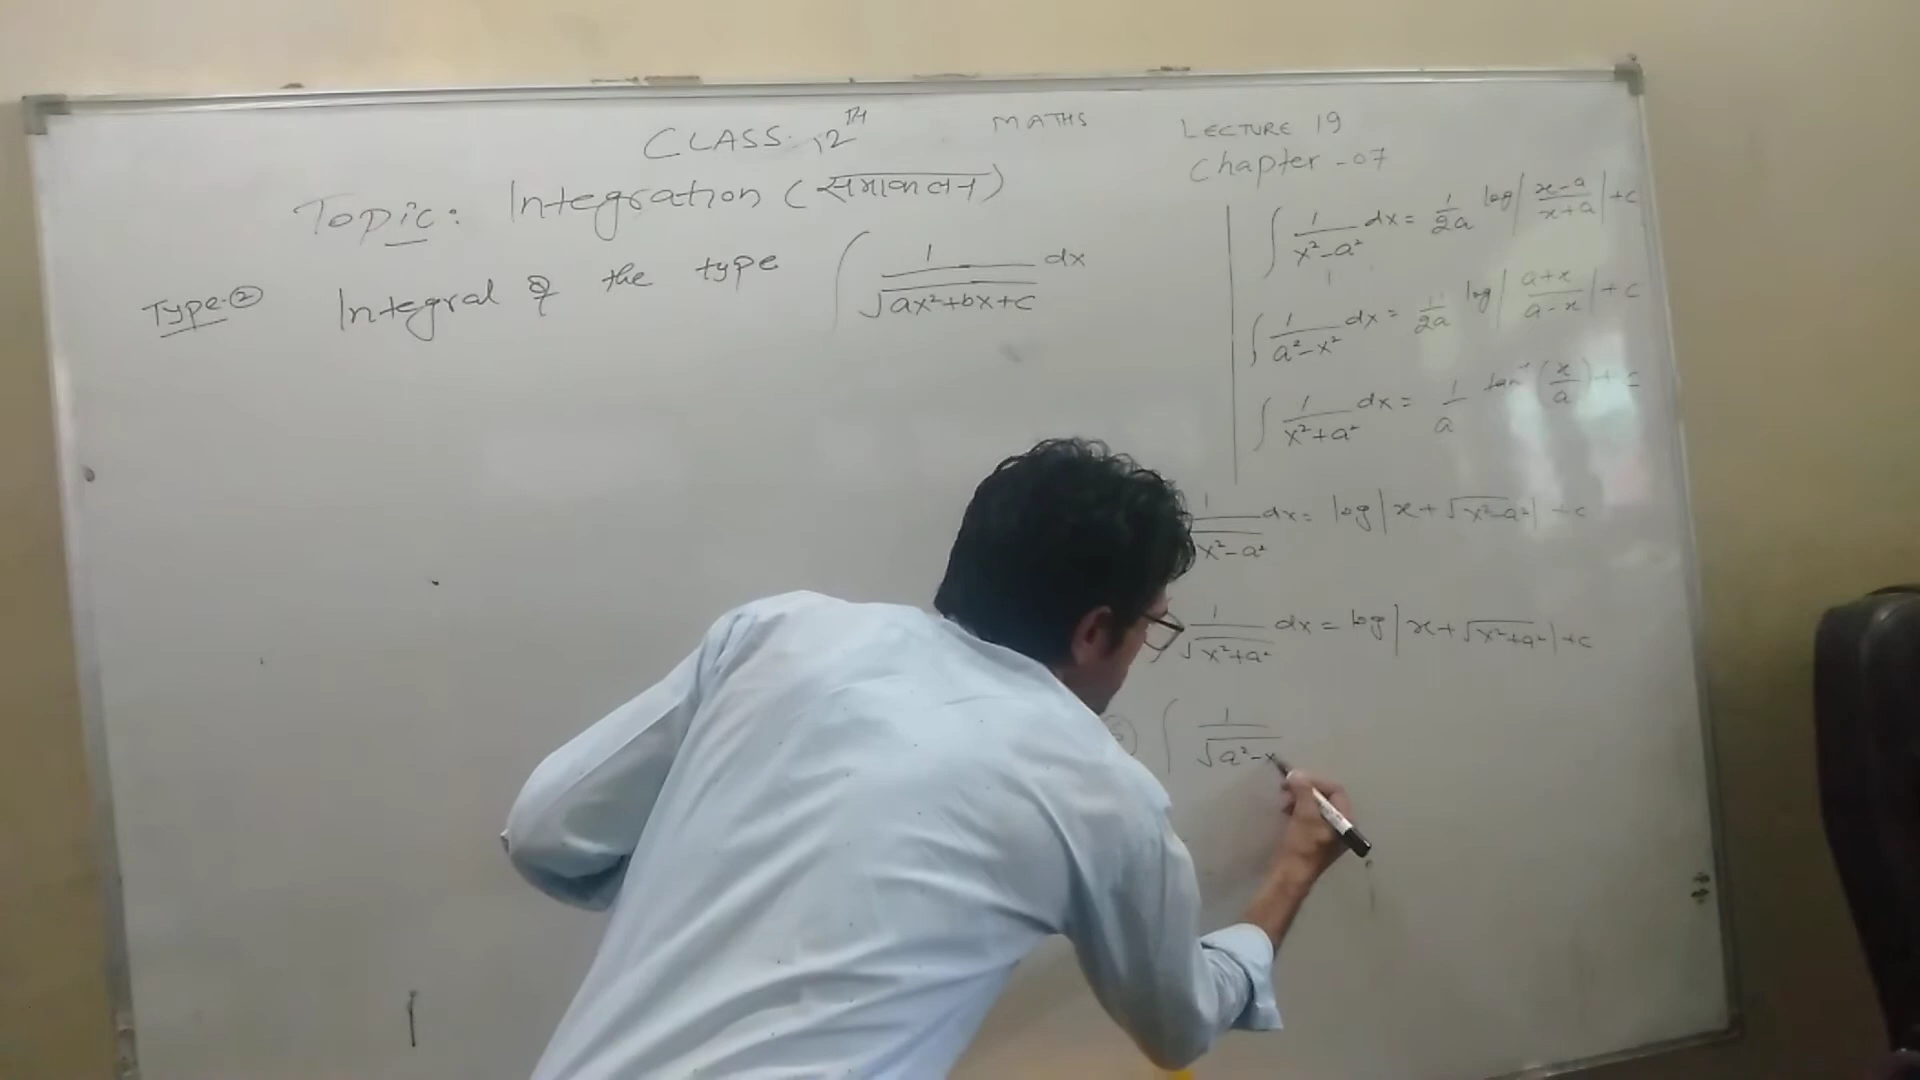 CLASS: 12TH MATHS LECTURE 19
Chapter - 07
Topic: Integration (समाकलन)
Type-② Integral of the type ∫ 1/√(ax²+bx+c) dx
∫ 1/(x²-a²) dx = 1/2a log|(x-a)/(x+a)| + c
∫ 1/(a²-x²) dx = 1/2a log|(a+x)/(a-x)| + c
∫ 1/(x²+a²) dx = 1/a tan⁻¹(x/a) + c
1/√(x²-a²) dx = log|x+√(x²-a²)| + c
∫ 1/√(x²+a²) dx = log|x+√(x²+a²)| + c
∫ 1/√(a²-x